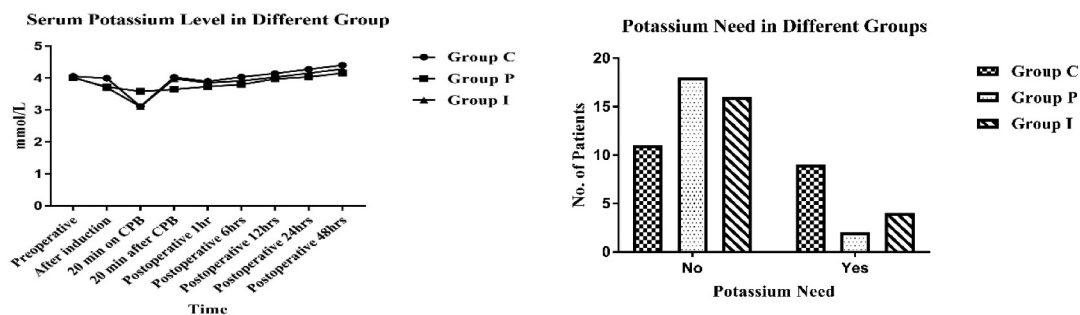 Serum Potassium Level in Different Group
5
4
3
2
1
0
mmol/L
Preoperative
After induction
20 min on CPB
20 min after CPB
Postoperative 1hr
Postoperative 6hrs
Postoperative 12hrs
Postoperative 24hrs
Postoperative 48hrs
Time
Group C
Group P
Group I
Potassium Need in Different Groups
20
15
10
5
0
No. of Patients
No
Yes
Potassium Need
Group C
Group P
Group I